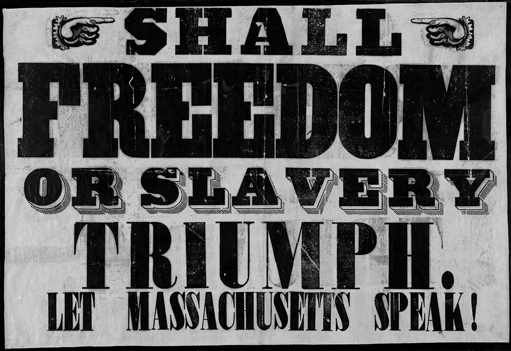 SHALL
FREEDOM
OR SLAVERY
TRIUMPH.
LET MASSACHUSETTS SPEAK!